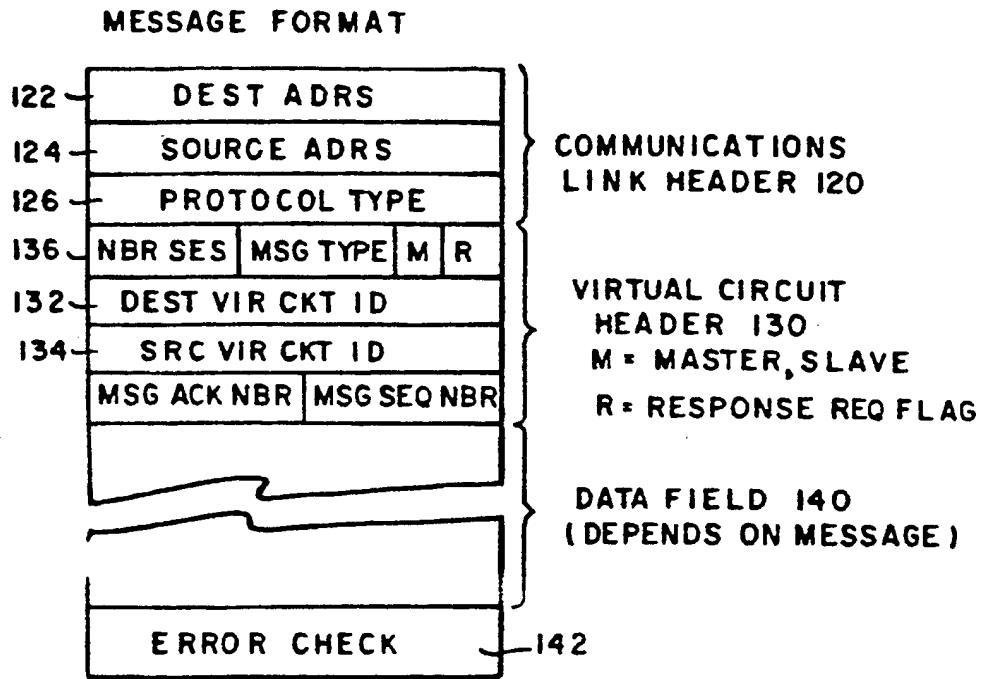 MESSAGE FORMAT
122 DEST ADRS
124 SOURCE ADRS
126 PROTOCOL TYPE
COMMUNICATIONS
LINK HEADER 120
136 NBR SES MSG TYPE M R
132 DEST VIR CKT ID
134 SRC VIR CKT ID
MSG ACK NBR MSG SEQ NBR
VIRTUAL CIRCUIT
HEADER 130
M = MASTER, SLAVE
R = RESPONSE REQ FLAG
DATA FIELD 140
(DEPENDS ON MESSAGE)
ERROR CHECK 142